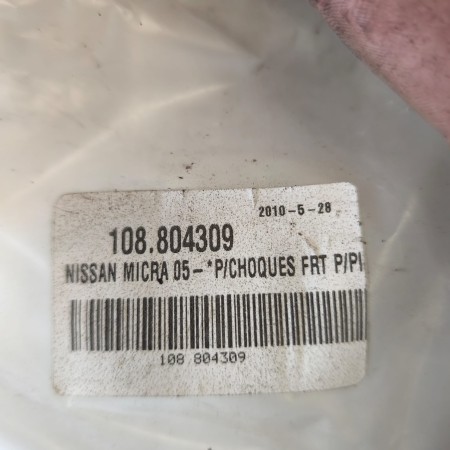 2010-5-28
108.804309
NISSAN MICRA 05- *P/CHOQUES FRT P/PI
108 804309